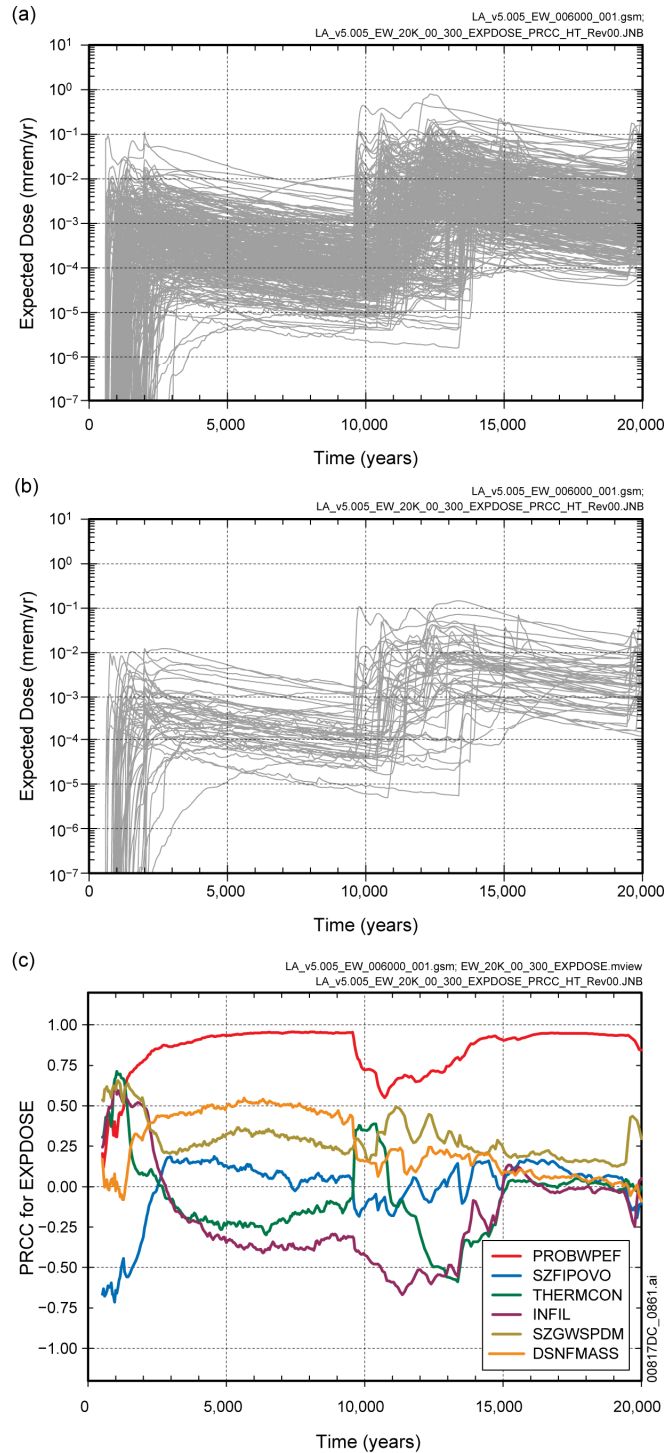 (a)
LA_v5.005_EW_006000_001.gsm;
LA_v5.005_EW_20K_00_300_EXPDOSE_PRCC_HT_Rev00.JNB
10¹
10⁰
10⁻¹
10⁻²
10⁻³
10⁻⁴
10⁻⁵
10⁻⁶
10⁻⁷
Expected Dose (mrem/yr)
0 5,000 10,000 15,000 20,000
Time (years)
(b)
LA_v5.005_EW_006000_001.gsm;
LA_v5.005_EW_20K_00_300_EXPDOSE_PRCC_HT_Rev00.JNB
10¹
10⁰
10⁻¹
10⁻²
10⁻³
10⁻⁴
10⁻⁵
10⁻⁶
10⁻⁷
Expected Dose (mrem/yr)
0 5,000 10,000 15,000 20,000
Time (years)
(c)
LA_v5.005_EW_006000_001.gsm; EW_20K_00_300_EXPDOSE.mview
LA_v5.005_EW_20K_00_300_EXPDOSE_PRCC_HT_Rev00.JNB
1.00
0.75
0.50
0.25
0.00
−0.25
−0.50
−0.75
−1.00
PRCC for EXPDOSE
PROBWPEF
SZFIPOVO
THERMCON
INFIL
SZGWSPDM
DSNFMASS
0 5,000 10,000 15,000 20,000
Time (years)
00817DC_0861.ai